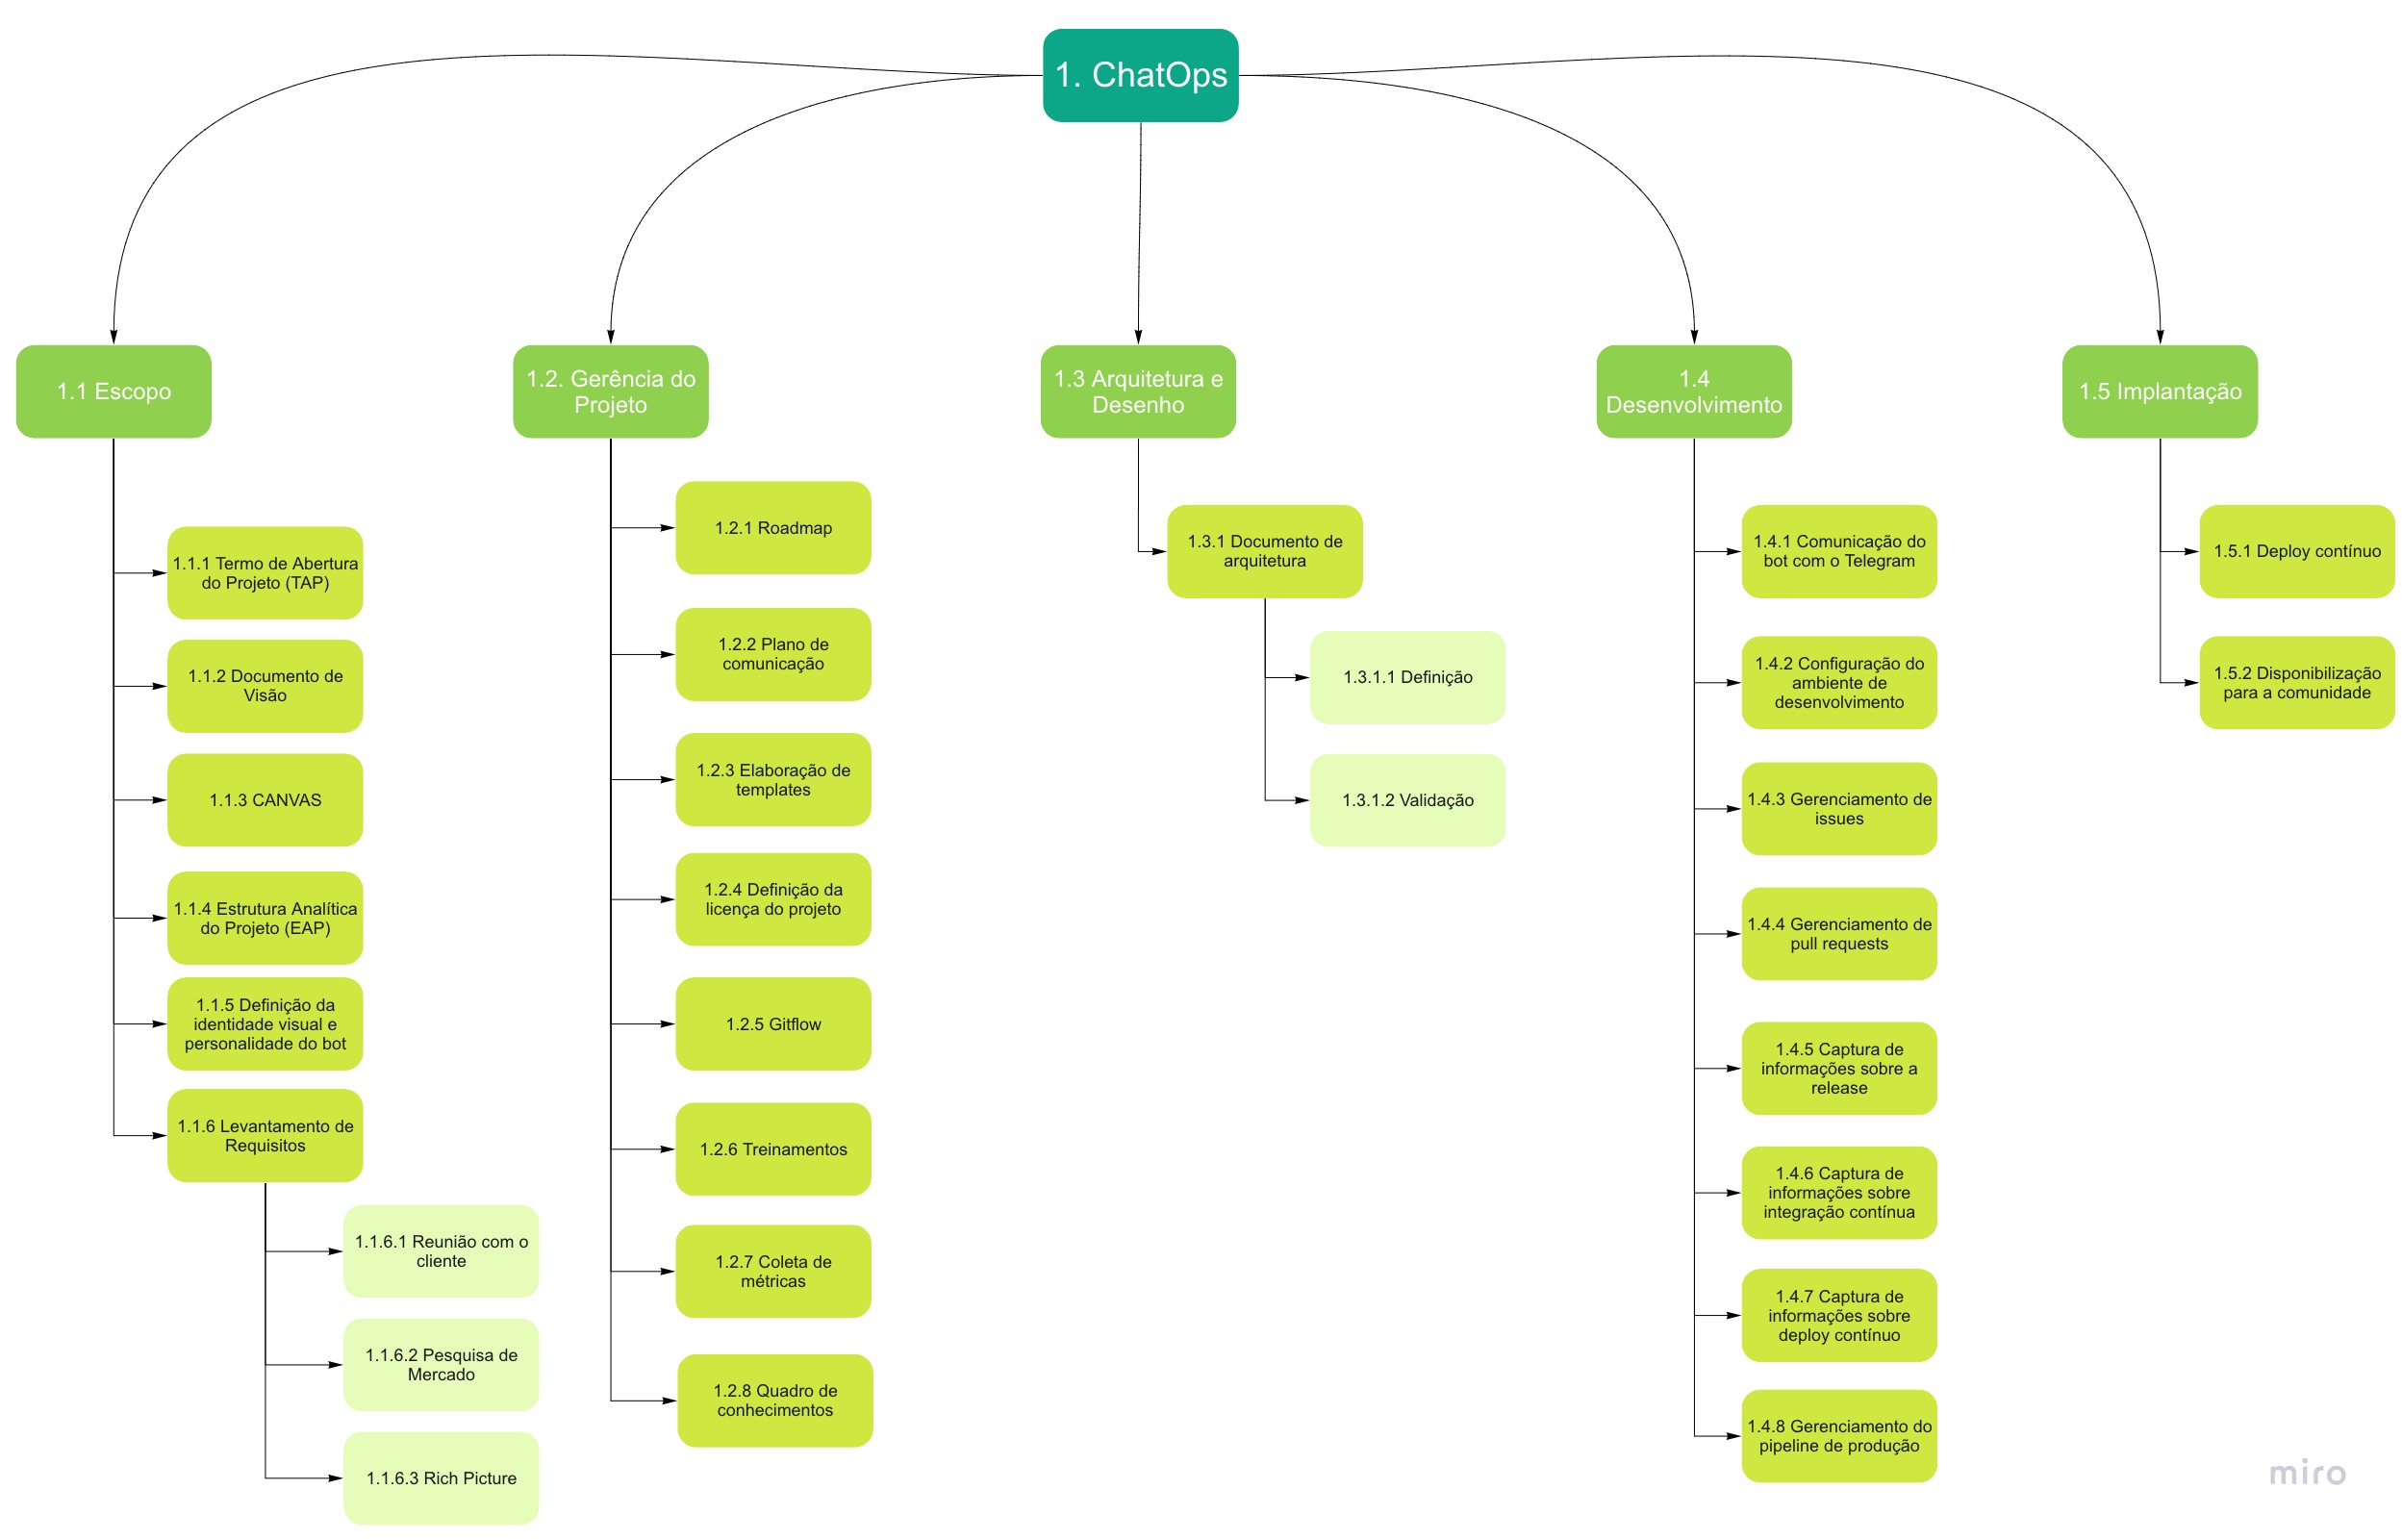 1. ChatOps
1.1 Escopo
1.1.1 Termo de Abertura
do Projeto (TAP)
1.1.2 Documento de
Visão
1.1.3 CANVAS
1.1.4 Estrutura Analítica
do Projeto (EAP)
1.1.5 Definição da
identidade visual e
personalidade do bot
1.1.6 Levantamento de
Requisitos
1.1.6.1 Reunião com o
cliente
1.1.6.2 Pesquisa de
Mercado
1.1.6.3 Rich Picture
1.2. Gerência do
Projeto
1.2.1 Roadmap
1.2.2 Plano de
comunicação
1.2.3 Elaboração de
templates
1.2.4 Definição da
licença do projeto
1.2.5 Gitflow
1.2.6 Treinamentos
1.2.7 Coleta de
métricas
1.2.8 Quadro de
conhecimentos
1.3 Arquitetura e
Desenho
1.3.1 Documento de
arquitetura
1.3.1.1 Definição
1.3.1.2 Validação
1.4
Desenvolvimento
1.4.1 Comunicação do
bot com o Telegram
1.4.2 Configuração do
ambiente de
desenvolvimento
1.4.3 Gerenciamento de
issues
1.4.4 Gerenciamento de
pull requests
1.4.5 Captura de
informações sobre a
release
1.4.6 Captura de
informações sobre
integração contínua
1.4.7 Captura de
informações sobre
deploy contínuo
1.4.8 Gerenciamento do
pipeline de produção
1.5 Implantação
1.5.1 Deploy contínuo
1.5.2 Disponibilização
para a comunidade
miro